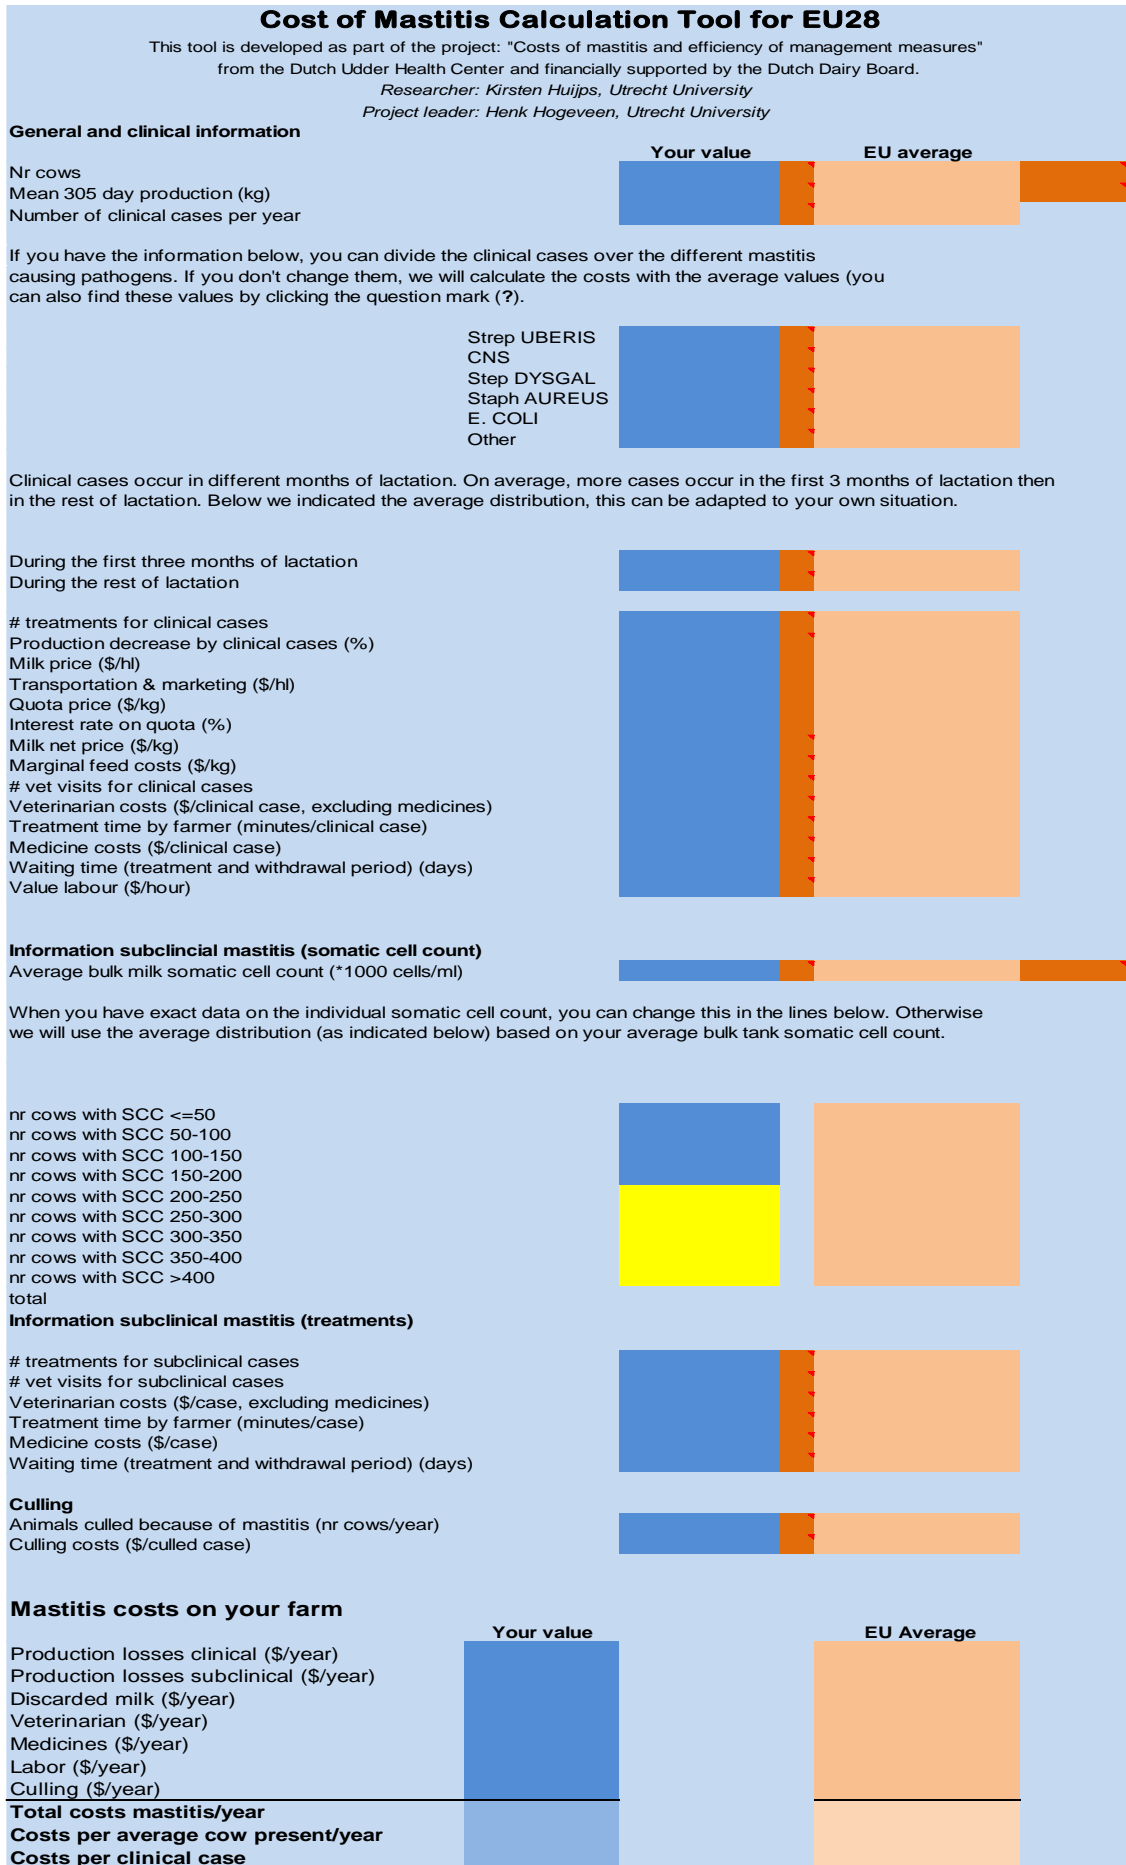 Cost of Mastitis Calculation Tool for EU28
This tool is developed as part of the project: "Costs of mastitis and efficiency of management measures"
from the Dutch Udder Health Center and financially supported by the Dutch Dairy Board.
Researcher: Kirsten Huijps, Utrecht University
Project leader: Henk Hogeveen, Utrecht University
General and clinical information
Your value EU average
Nr cows
Mean 305 day production (kg)
Number of clinical cases per year
If you have the information below, you can divide the clinical cases over the different mastitis
causing pathogens. If you don't change them, we will calculate the costs with the average values (you
can also find these values by clicking the question mark (?).
Strep UBERIS
CNS
Step DYSGAL
Staph AUREUS
E. COLI
Other
Clinical cases occur in different months of lactation. On average, more cases occur in the first 3 months of lactation then
in the rest of lactation. Below we indicated the average distribution, this can be adapted to your own situation.
During the first three months of lactation
During the rest of lactation
# treatments for clinical cases
Production decrease by clinical cases (%)
Milk price ($/hl)
Transportation & marketing ($/hl)
Quota price ($/kg)
Interest rate on quota (%)
Milk net price ($/kg)
Marginal feed costs ($/kg)
# vet visits for clinical cases
Veterinarian costs ($/clinical case, excluding medicines)
Treatment time by farmer (minutes/clinical case)
Medicine costs ($/clinical case)
Waiting time (treatment and withdrawal period) (days)
Value labour ($/hour)
Information subclincial mastitis (somatic cell count)
Average bulk milk somatic cell count (*1000 cells/ml)
When you have exact data on the individual somatic cell count, you can change this in the lines below. Otherwise
we will use the average distribution (as indicated below) based on your average bulk tank somatic cell count.
nr cows with SCC <=50
nr cows with SCC 50-100
nr cows with SCC 100-150
nr cows with SCC 150-200
nr cows with SCC 200-250
nr cows with SCC 250-300
nr cows with SCC 300-350
nr cows with SCC 350-400
nr cows with SCC >400
total
Information subclinical mastitis (treatments)
# treatments for subclinical cases
# vet visits for subclinical cases
Veterinarian costs ($/case, excluding medicines)
Treatment time by farmer (minutes/case)
Medicine costs ($/case)
Waiting time (treatment and withdrawal period) (days)
Culling
Animals culled because of mastitis (nr cows/year)
Culling costs ($/culled case)
Mastitis costs on your farm
Your value EU Average
Production losses clinical ($/year)
Production losses subclinical ($/year)
Discarded milk ($/year)
Veterinarian ($/year)
Medicines ($/year)
Labor ($/year)
Culling ($/year)
Total costs mastitis/year
Costs per average cow present/year
Costs per clinical case